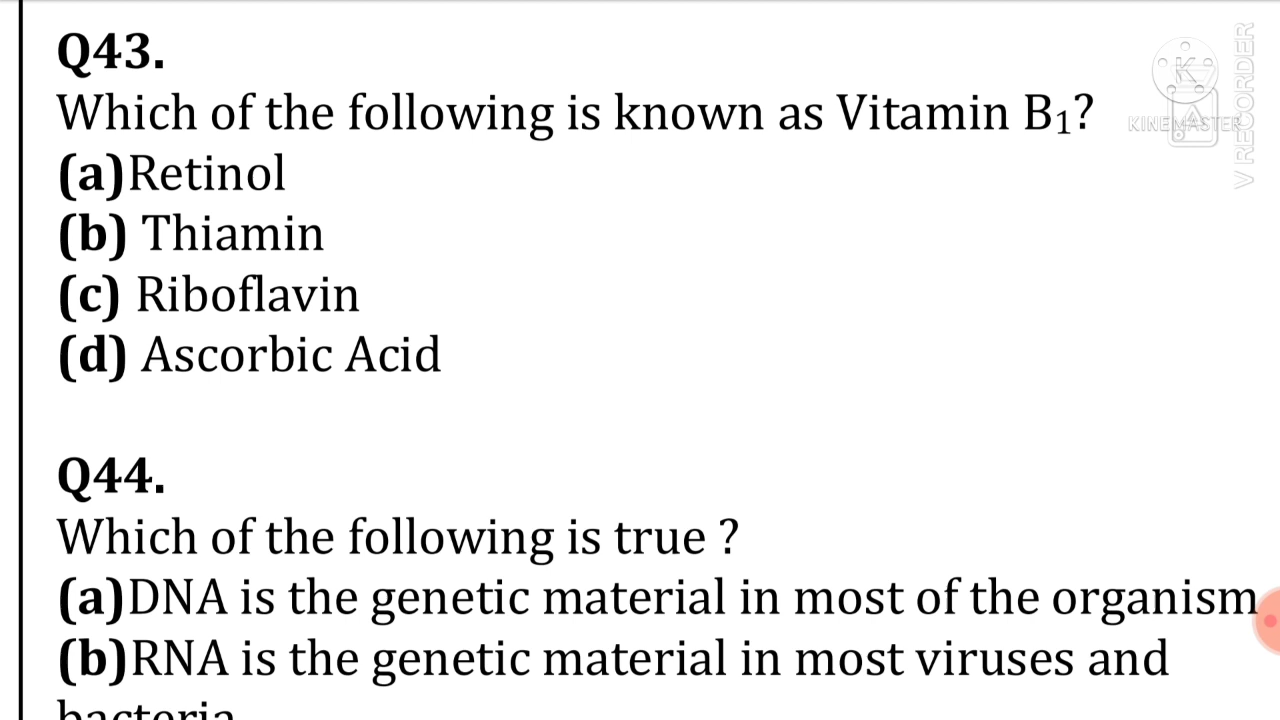 Q43.
Which of the following is known as Vitamin B₁?
(a)Retinol
(b) Thiamin
(c) Riboflavin
(d) Ascorbic Acid
Q44.
Which of the following is true ?
(a)DNA is the genetic material in most of the organism
(b)RNA is the genetic material in most viruses and
bacteria
KINEMASTER
V RECORDER